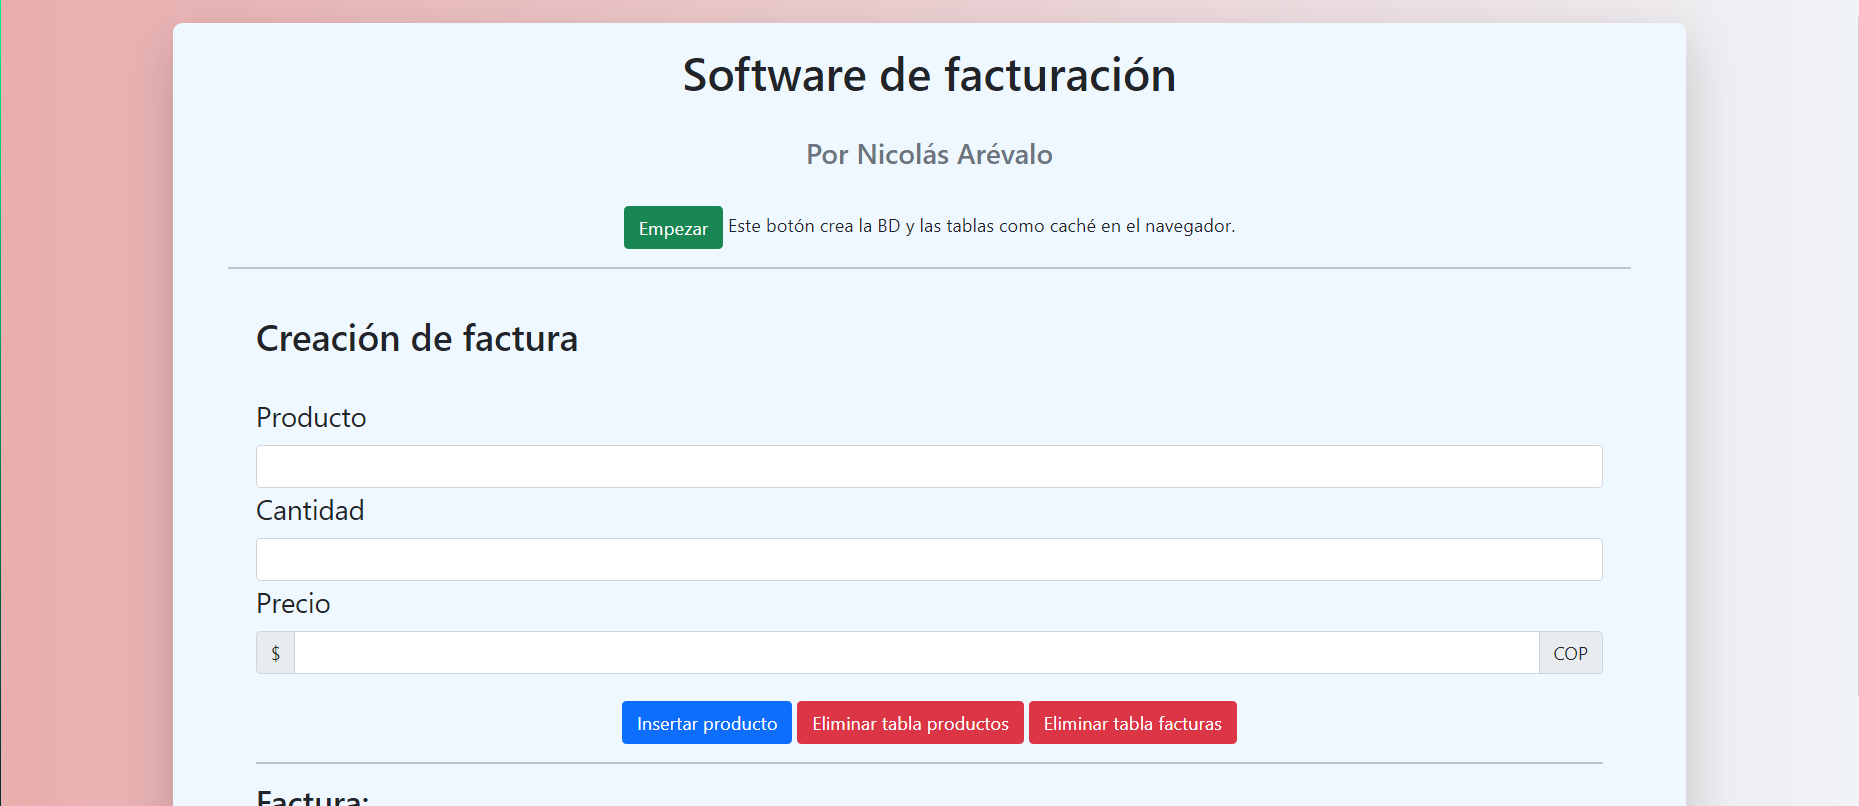 Software de facturación
Por Nicolás Arévalo
Empezar Este botón crea la BD y las tablas como caché en el navegador.
Creación de factura
Producto
Cantidad
Precio
$ COP
Insertar producto Eliminar tabla productos Eliminar tabla facturas
Factura: